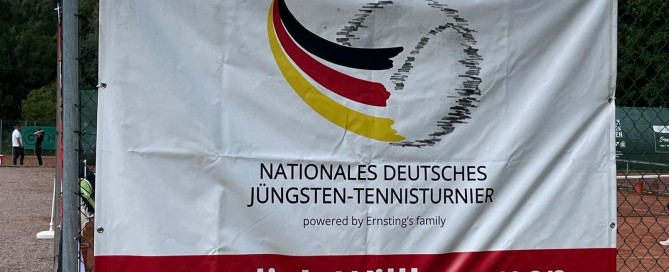 NATIONALES DEUTSCHES
JÜNGSTEN-TENNISTURNIER
powered by Ernsting's family